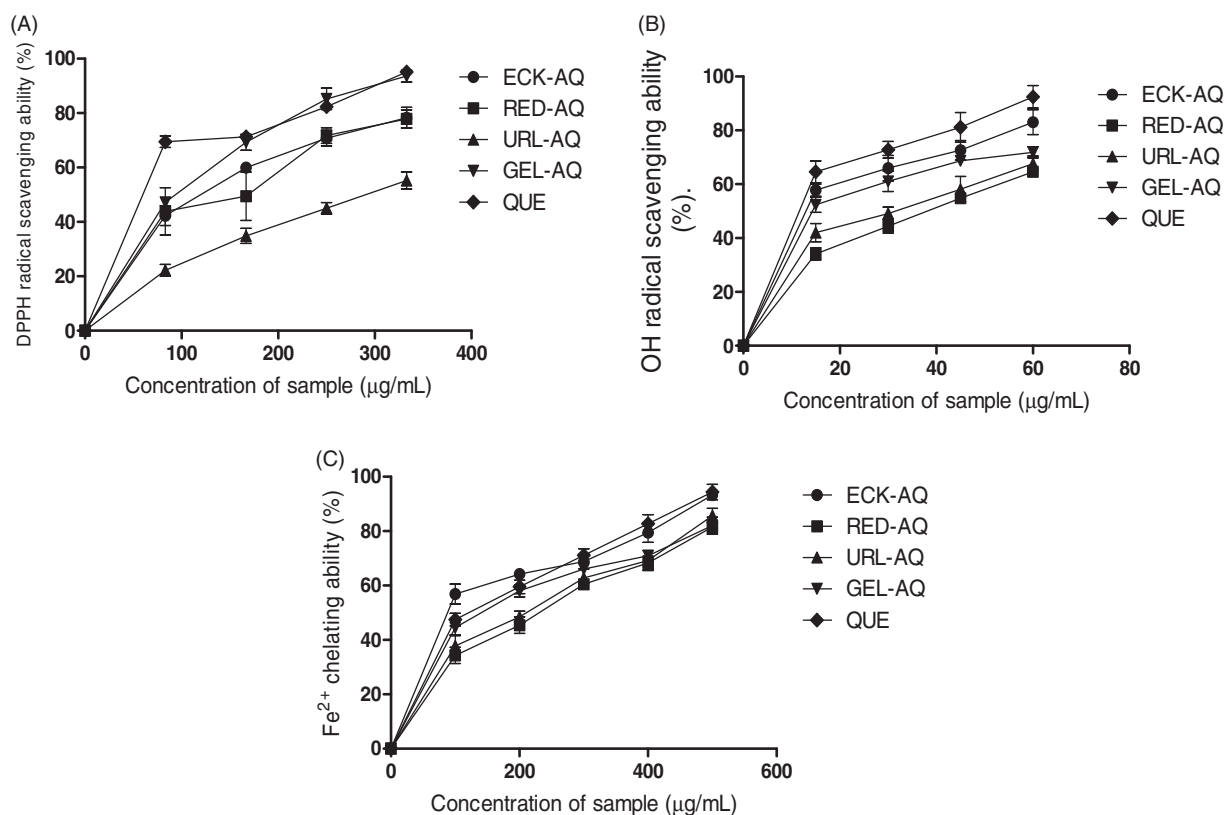 (A)
DPPH radical scavenging ability (%)
100
80
60
40
20
0
0 100 200 300 400
Concentration of sample (μg/mL)
ECK-AQ
RED-AQ
URL-AQ
GEL-AQ
QUE
(B)
OH radical scavenging ability
(%).
100
80
60
40
20
0
0 20 40 60 80
Concentration of sample (μg/mL)
ECK-AQ
RED-AQ
URL-AQ
GEL-AQ
QUE
(C)
Fe²⁺ chelating ability (%)
100
80
60
40
20
0
0 200 400 600
Concentration of sample (μg/mL)
ECK-AQ
RED-AQ
URL-AQ
GEL-AQ
QUE